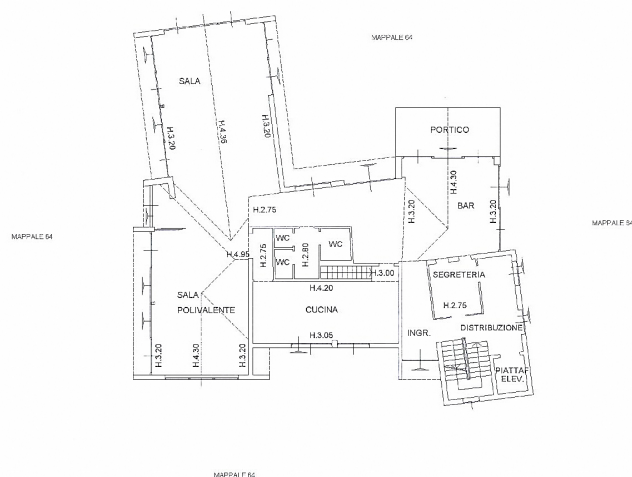 MAPPALE 64
SALA
H.3.20
H.4.35
H.3.20
PORTICO
H.4.30
H.3.20
BAR
H.3.20
H.2.75
MAPPALE 64
MAPPALE 64
H.4.95
H.2.75
WC
WC
H.2.80
WC
H.3.00
SEGRETERIA
H.4.20
SALA
POLIVALENTE
CUCINA
H.2.75
H.3.05
INGR.
DISTRIBUZIONE
H.3.20
H.4.30
H.3.20
PIATTAF.
ELEV.
MAPPALE 64